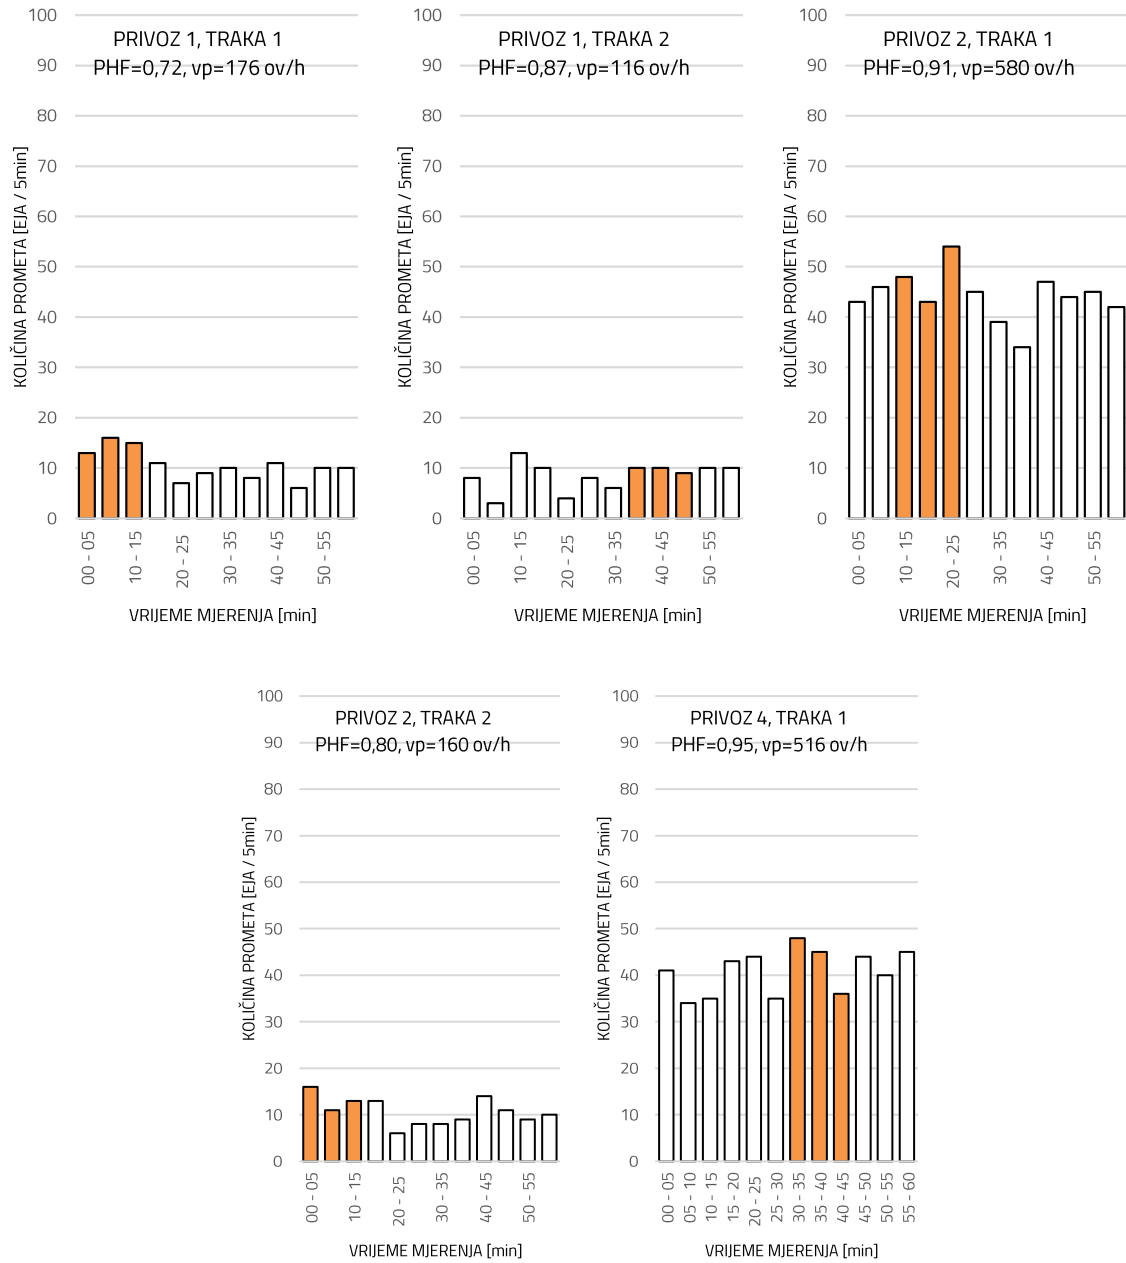 PRIVOZ 1, TRAKA 1
PHF=0,72, vp=176 ov/h
KOLIČINA PROMETA [EJA / 5min]
100
90
80
70
60
50
40
30
20
10
0
00 - 05
10 - 15
20 - 25
30 - 35
40 - 45
50 - 55
VRIJEME MJERENJA [min]
PRIVOZ 1, TRAKA 2
PHF=0,87, vp=116 ov/h
KOLIČINA PROMETA [EJA / 5min]
100
90
80
70
60
50
40
30
20
10
0
00 - 05
10 - 15
20 - 25
30 - 35
40 - 45
50 - 55
VRIJEME MJERENJA [min]
PRIVOZ 2, TRAKA 1
PHF=0,91, vp=580 ov/h
KOLIČINA PROMETA [EJA / 5min]
100
90
80
70
60
50
40
30
20
10
0
00 - 05
10 - 15
20 - 25
30 - 35
40 - 45
50 - 55
VRIJEME MJERENJA [min]
PRIVOZ 2, TRAKA 2
PHF=0,80, vp=160 ov/h
KOLIČINA PROMETA [EJA / 5min]
100
90
80
70
60
50
40
30
20
10
0
00 - 05
10 - 15
20 - 25
30 - 35
40 - 45
50 - 55
VRIJEME MJERENJA [min]
PRIVOZ 4, TRAKA 1
PHF=0,95, vp=516 ov/h
KOLIČINA PROMETA [EJA / 5min]
100
90
80
70
60
50
40
30
20
10
0
00 - 05
05 - 10
10 - 15
15 - 20
20 - 25
25 - 30
30 - 35
35 - 40
40 - 45
45 - 50
50 - 55
55 - 60
VRIJEME MJERENJA [min]